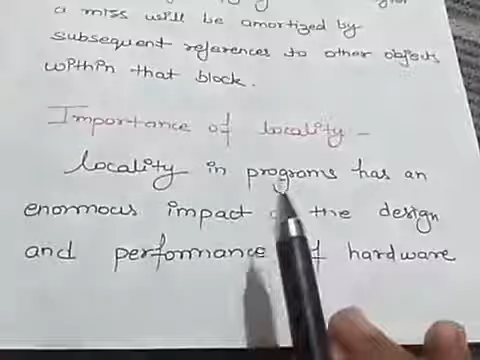 a miss will be amortized by
subsequent references to other objects
within that block.
Importance of locality -
locality in programs has an
enormous impact the design
and performance of hardware